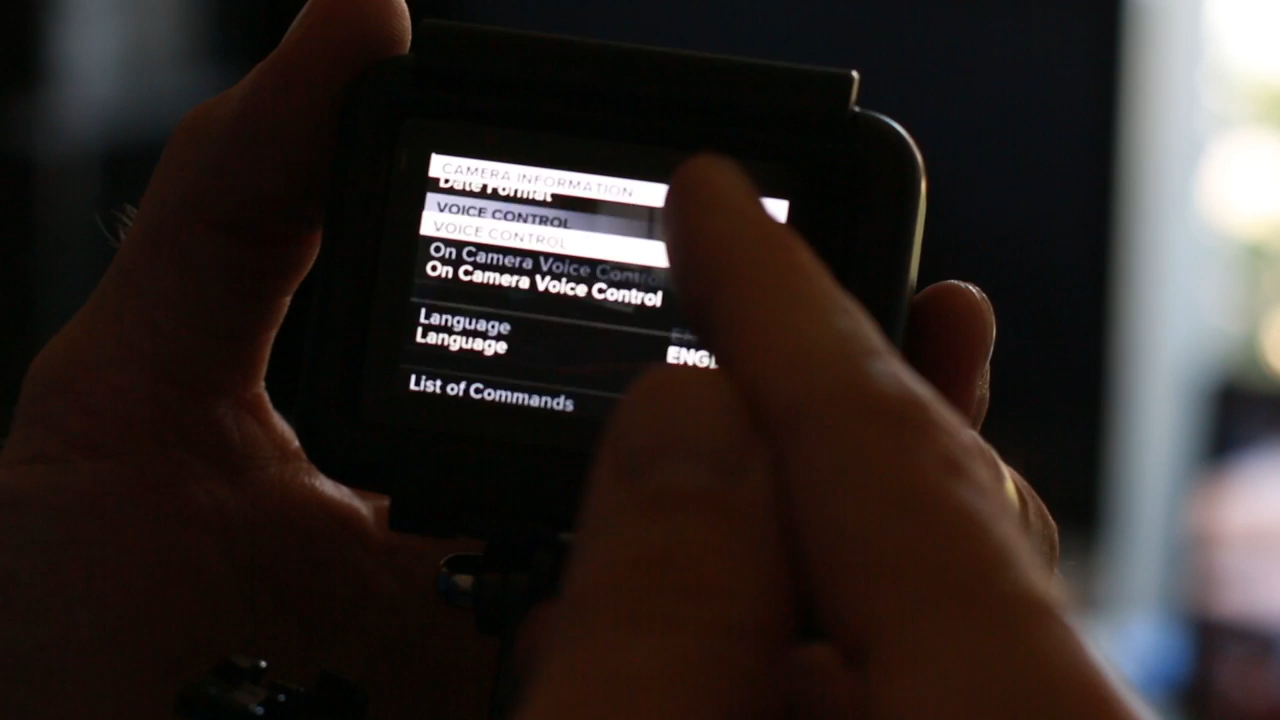 CAMERA INFORMATION
Date Format
VOICE CONTROL
VOICE CONTROL
On Camera Voice Contro
On Camera Voice Control
Language
Language ENGL
List of Commands